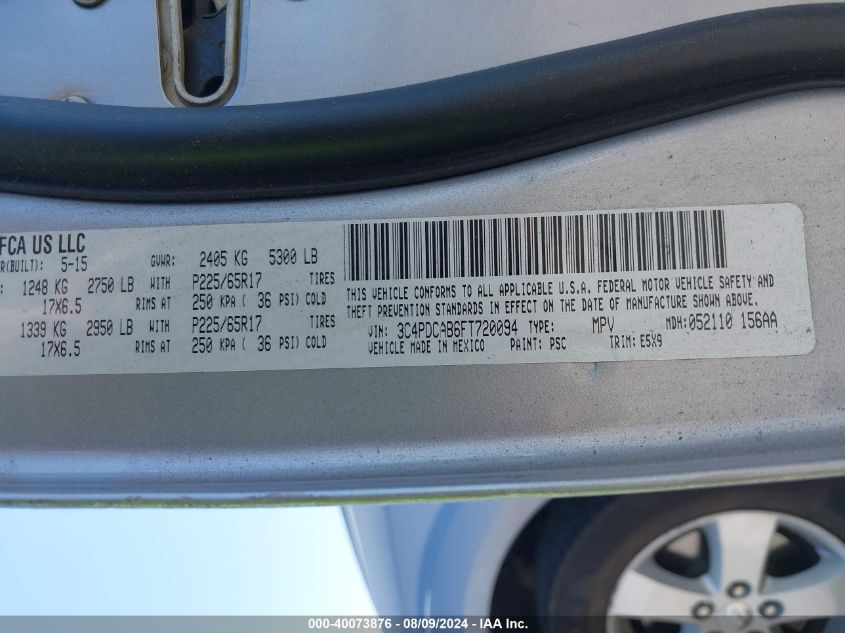 FCA US LLC
R(BUILT): 5-15 GVWR: 2405 KG 5300 LB
: 1248 KG 2750 LB WITH P225/65R17 TIRES
17X6.5 RIMS AT 250 KPA ( 36 PSI) COLD
1339 KG 2950 LB WITH P225/65R17 TIRES
17X6.5 RIMS AT 250 KPA ( 36 PSI) COLD
THIS VEHICLE CONFORMS TO ALL APPLICABLE U.S.A. FEDERAL MOTOR VEHICLE SAFETY AND
THEFT PREVENTION STANDARDS IN EFFECT ON THE DATE OF MANUFACTURE SHOWN ABOVE.
VIN: 3C4PDCAB6FT720094 TYPE: MPV MDH: 052110 156AA
VEHICLE MADE IN MEXICO PAINT: PSC TRIM: E5X9
000-40073876 - 08/09/2024 - IAA Inc.